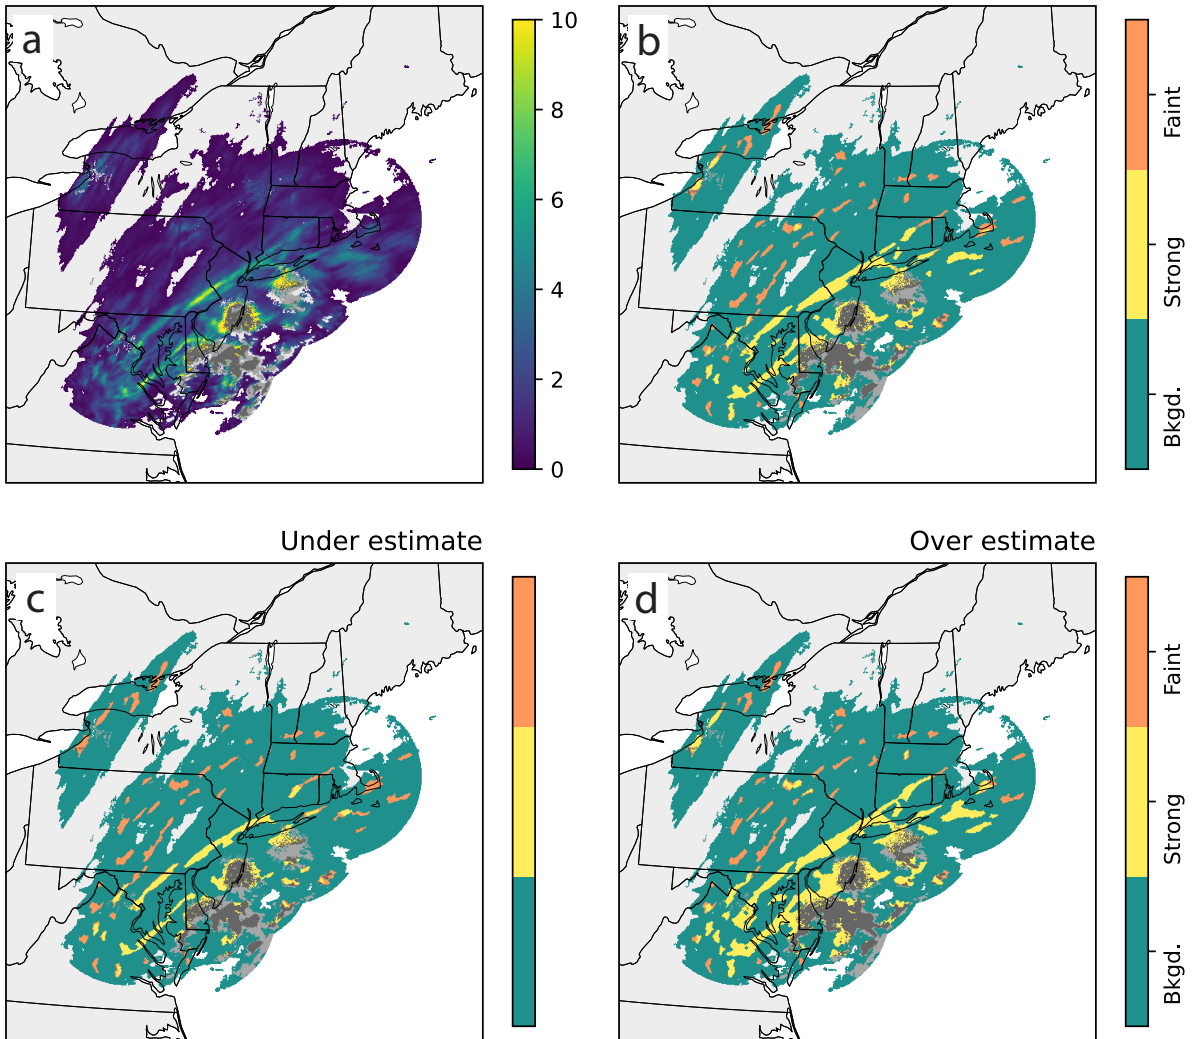 a
10
8
6
4
2
0
b
Faint
Strong
Bkgd.
Under estimate
c
Over estimate
d
Faint
Strong
Bkgd.